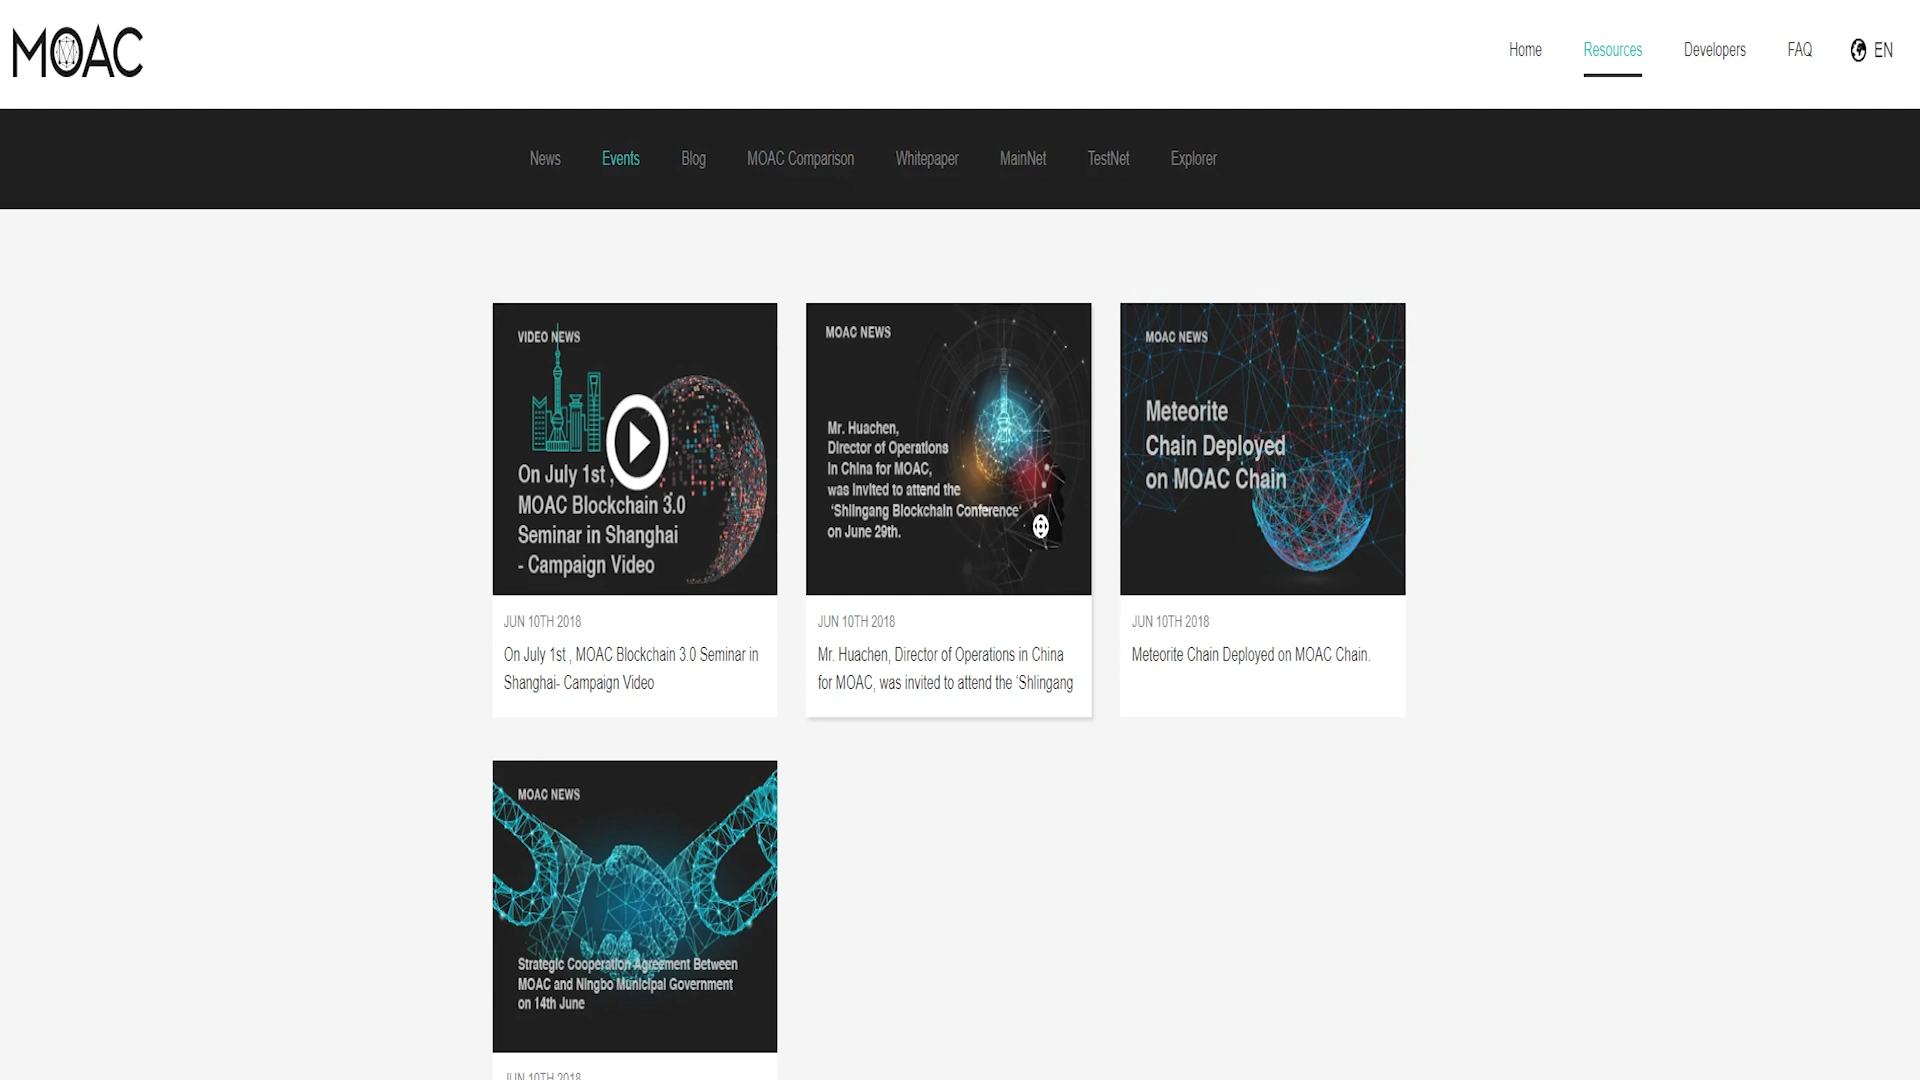 MOAC
Home Resources Developers FAQ EN
News Events Blog MOAC Comparison Whitepaper MainNet TestNet Explorer
VIDEO NEWS
On July 1st ,
MOAC Blockchain 3.0
Seminar in Shanghai
- Campaign Video
JUN 10TH 2018
On July 1st , MOAC Blockchain 3.0 Seminar in
Shanghai- Campaign Video
MOAC NEWS
Mr. Huachen,
Director of Operations
in China for MOAC,
was invited to attend the
‘Shlingang Blockchain Conference‘
on June 29th.
JUN 10TH 2018
Mr. Huachen, Director of Operations in China
for MOAC, was invited to attend the ‘Shlingang
MOAC NEWS
Meteorite
Chain Deployed
on MOAC Chain
JUN 10TH 2018
Meteorite Chain Deployed on MOAC Chain.
MOAC NEWS
Strategic Cooperation Agreement Between
MOAC and Ningbo Municipal Government
on 14th June
JUN 10TH 2018